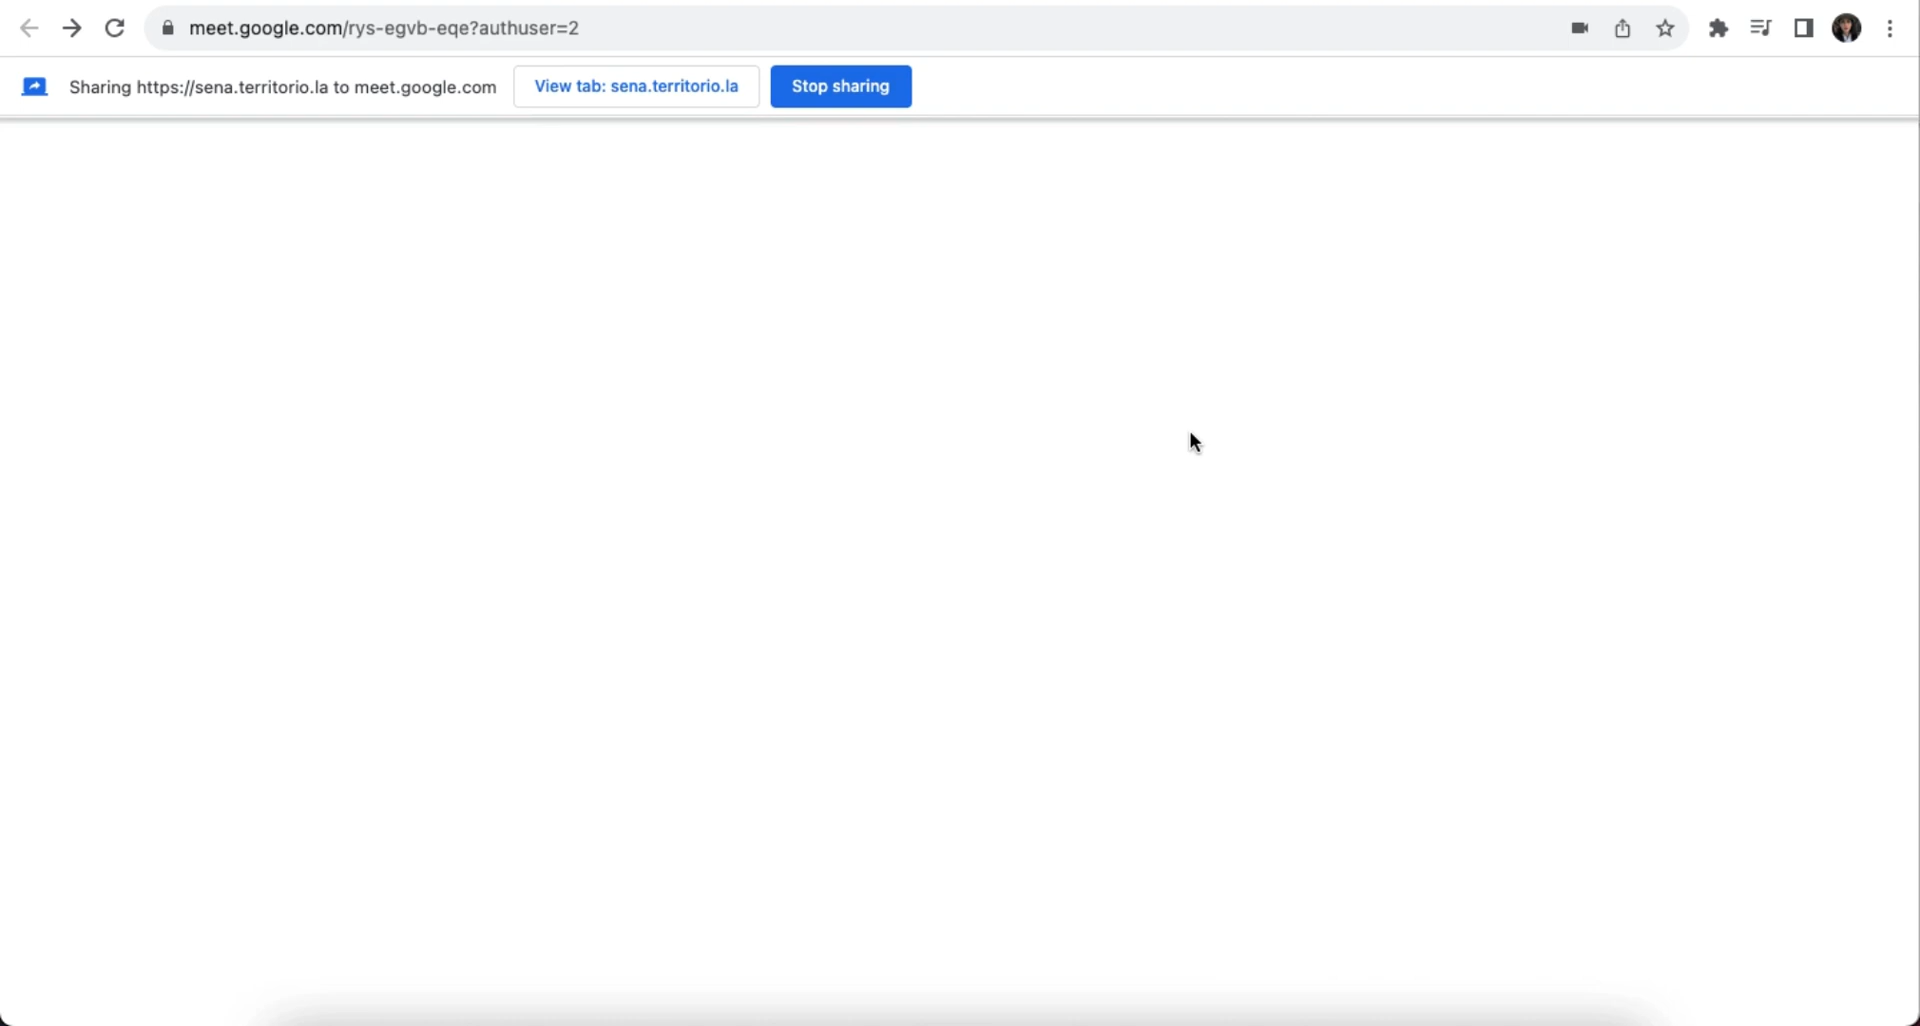 meet.google.com/rys-egvb-eqe?authuser=2
Sharing https://sena.territorio.la to meet.google.com View tab: sena.territorio.la Stop sharing